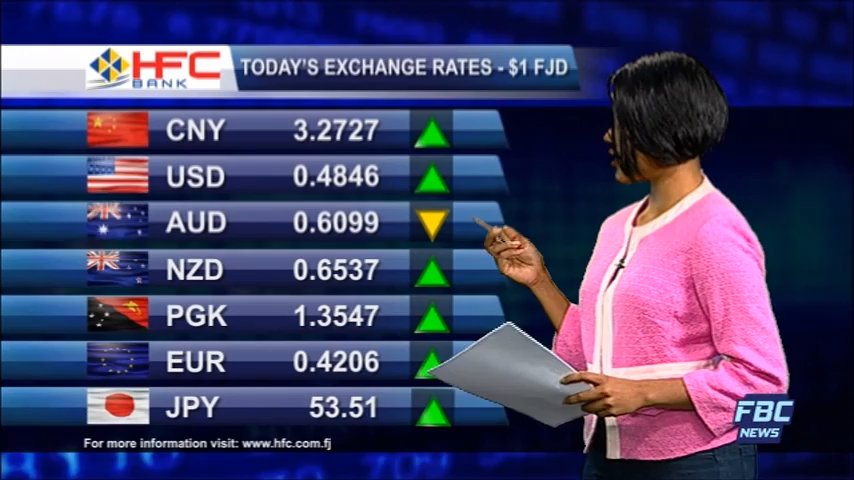 HFC
BANK
TODAY'S EXCHANGE RATES - $1 FJD
CNY 3.2727
USD 0.4846
AUD 0.6099
NZD 0.6537
PGK 1.3547
EUR 0.4206
JPY 53.51
For more information visit: www.hfc.com.fj
FBC
NEWS